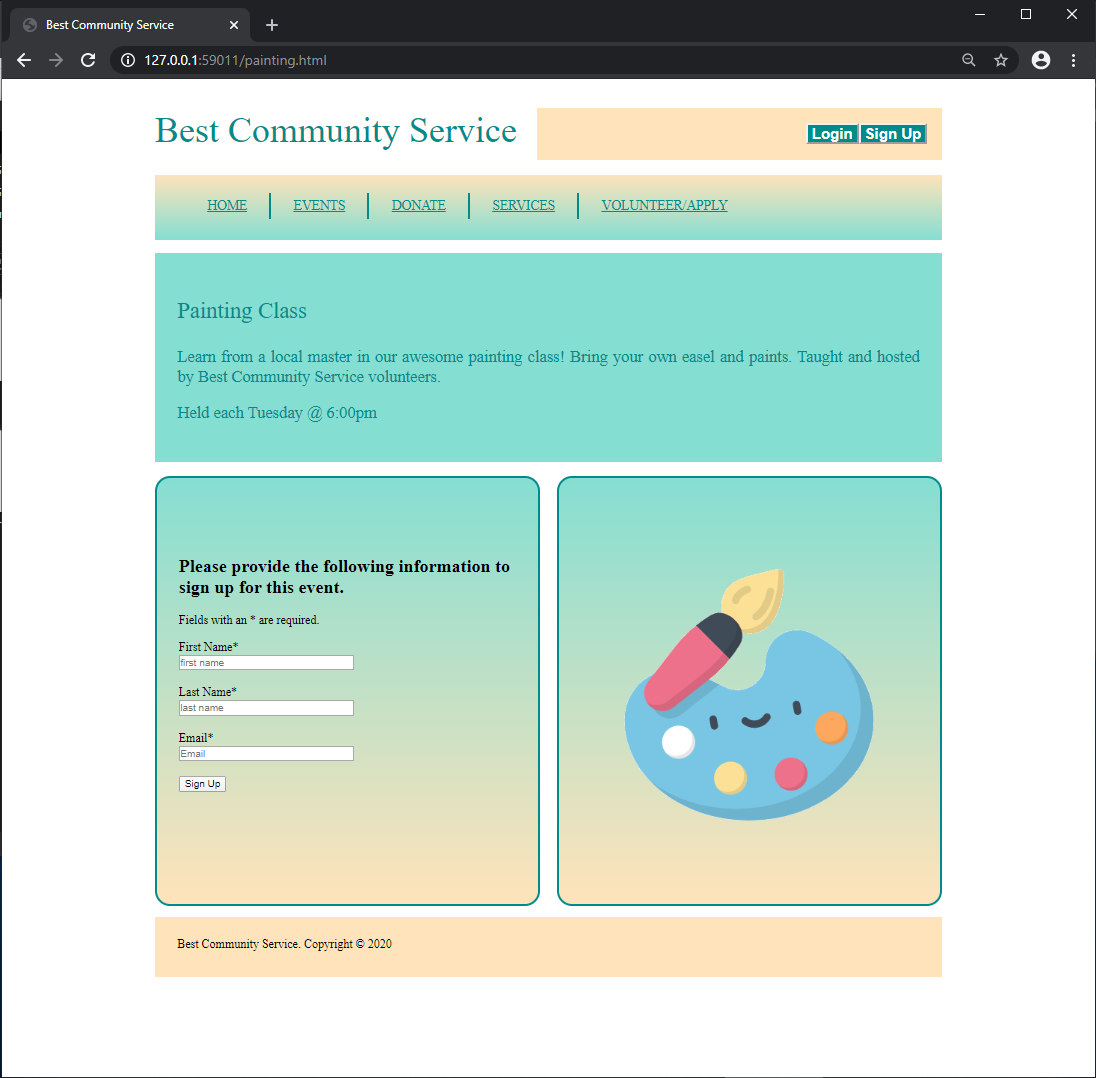 Best Community Service
127.0.0.1:59011/painting.html
Best Community Service
Login Sign Up
HOME EVENTS DONATE SERVICES VOLUNTEER/APPLY
Painting Class
Learn from a local master in our awesome painting class! Bring your own easel and paints. Taught and hosted
by Best Community Service volunteers.
Held each Tuesday @ 6:00pm
Please provide the following information to
sign up for this event.
Fields with an * are required.
First Name*
first name
Last Name*
last name
Email*
Email
Sign Up
Best Community Service. Copyright © 2020